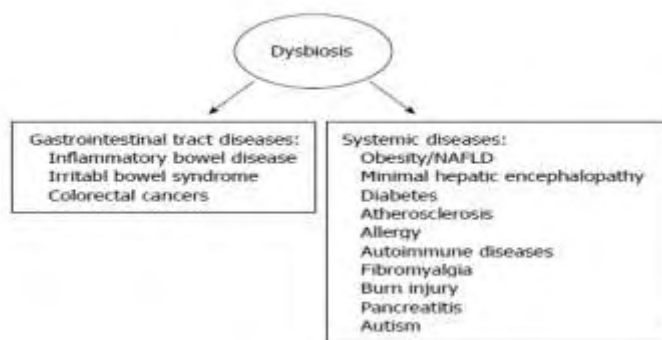 Dysbiosis
Gastrointestinal tract diseases:
Inflammatory bowel disease
Irritabl bowel syndrome
Colorectal cancers
Systemic diseases:
Obesity/NAFLD
Minimal hepatic encephalopathy
Diabetes
Atherosclerosis
Allergy
Autoimmune diseases
Fibromyalgia
Burn injury
Pancreatitis
Autism